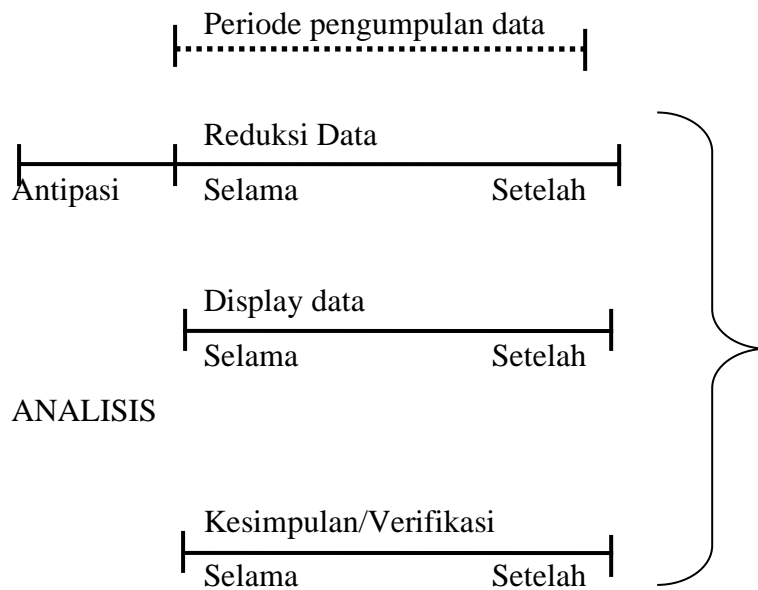 Periode pengumpulan data
Reduksi Data
Antipasi Selama Setelah
Display data
Selama Setelah
ANALISIS
Kesimpulan/Verifikasi
Selama Setelah